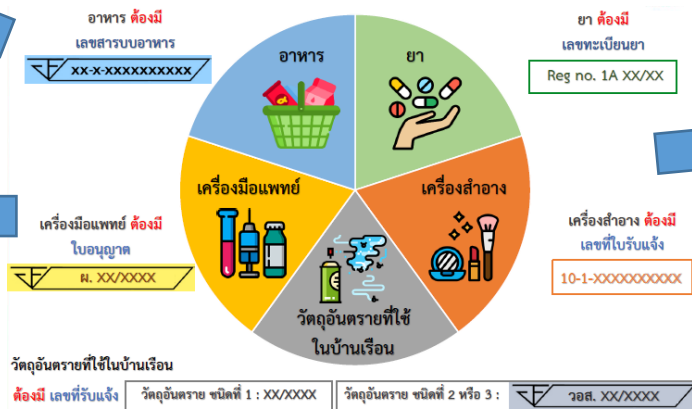 อาหาร ต้องมี
เลขสารบบอาหาร
xx-x-xxxxxxxxxx
ยา ต้องมี
เลขทะเบียนยา
Reg no. 1A XX/XX
อาหาร
ยา
เครื่องมือแพทย์
เครื่องสำอาง
วัตถุอันตรายที่ใช้
ในบ้านเรือน
เครื่องมือแพทย์ ต้องมี
ใบอนุญาต
ผ. XX/XXXX
เครื่องสำอาง ต้องมี
เลขที่ใบรับแจ้ง
10-1-XXXXXXXXXX
วัตถุอันตรายที่ใช้ในบ้านเรือน
ต้องมี เลขที่รับแจ้ง วัตถุอันตราย ชนิดที่ 1 : XX/XXXX วัตถุอันตราย ชนิดที่ 2 หรือ 3 : วอส. XX/XXXX